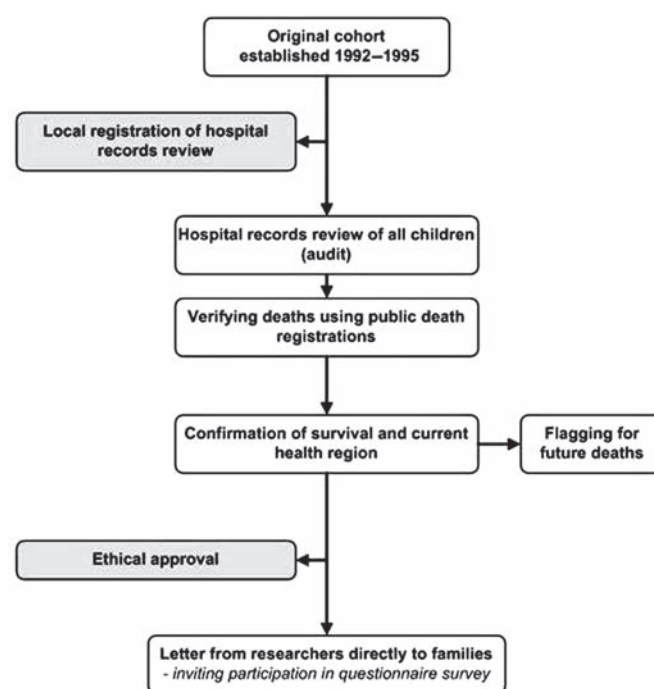 Original cohort
established 1992–1995
Local registration of hospital
records review
Hospital records review of all children
(audit)
Verifying deaths using public death
registrations
Confirmation of survival and current
health region
Flagging for
future deaths
Ethical approval
Letter from researchers directly to families
- inviting participation in questionnaire survey